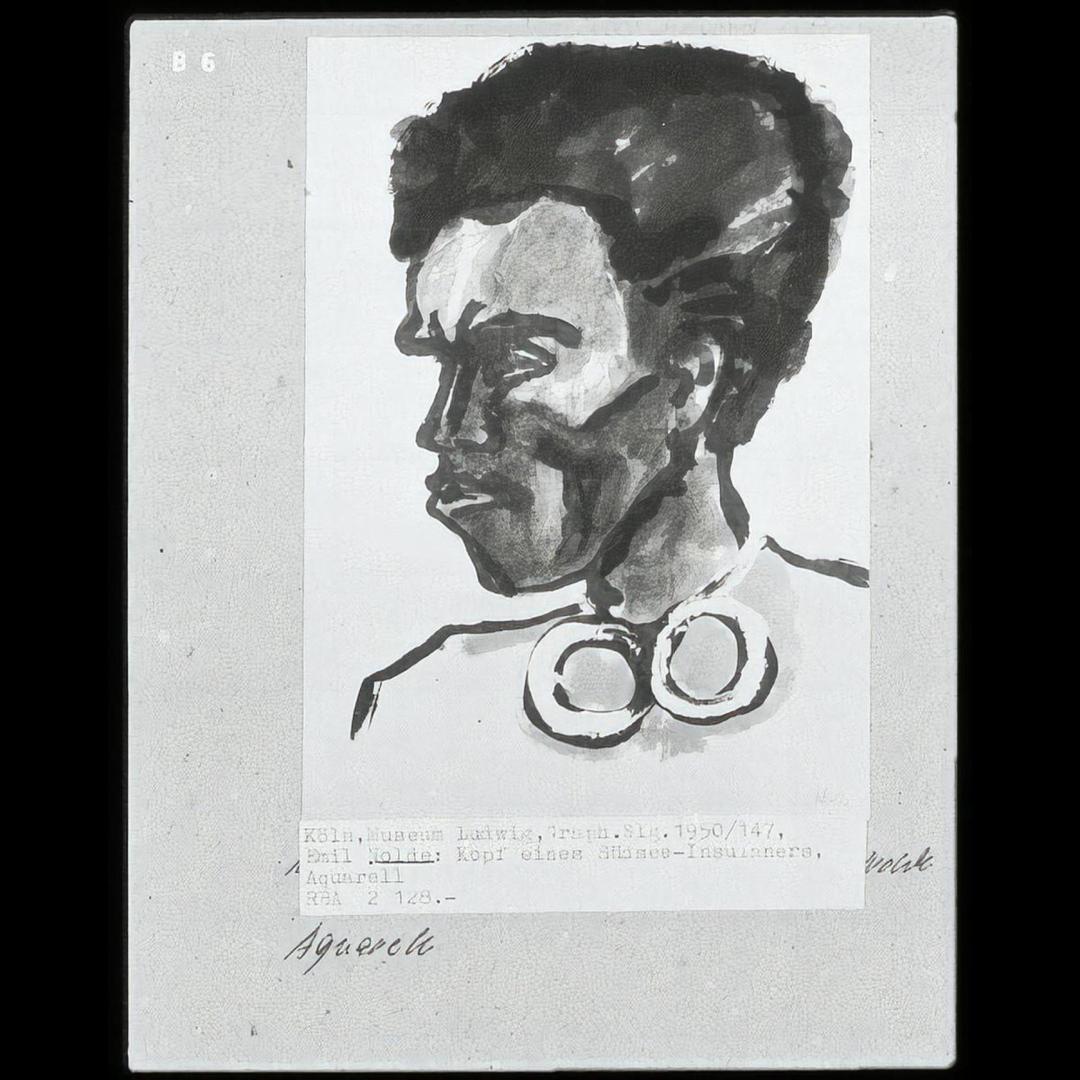 B 6
Köln,Museum Ludwig,Graph.Slg.1950/147,
Emil Nolde: Kopf eines Südsee-Insulaners,
Aquarell
RBA 2 128.-
Nolde
Aquarell